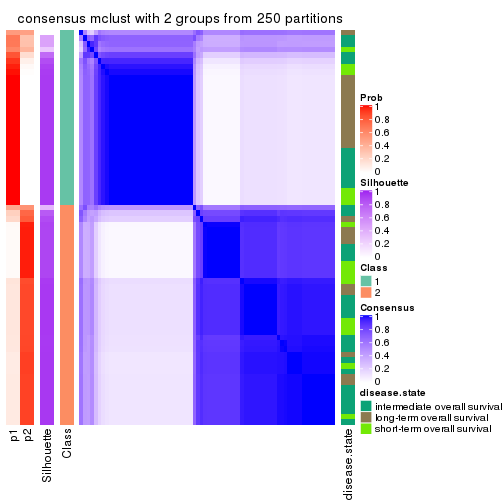 consensus mclust with 2 groups from 250 partitions
Prob
1
0.8
0.6
0.4
0.2
0
Silhouette
1
0.8
0.6
0.4
0.2
0
Class
1
2
Consensus
1
0.8
0.6
0.4
0.2
0
disease.state
intermediate overall survival
long-term overall survival
short-term overall survival
p1
p2
Silhouette
Class
disease.state